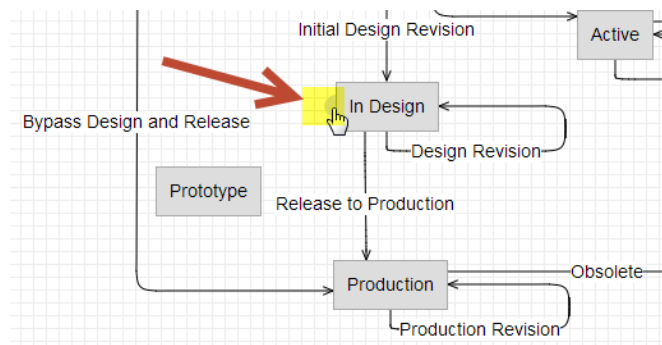 Initial Design Revision
Active
In Design
Bypass Design and Release
Design Revision
Prototype
Release to Production
Obsolete
Production
Production Revision